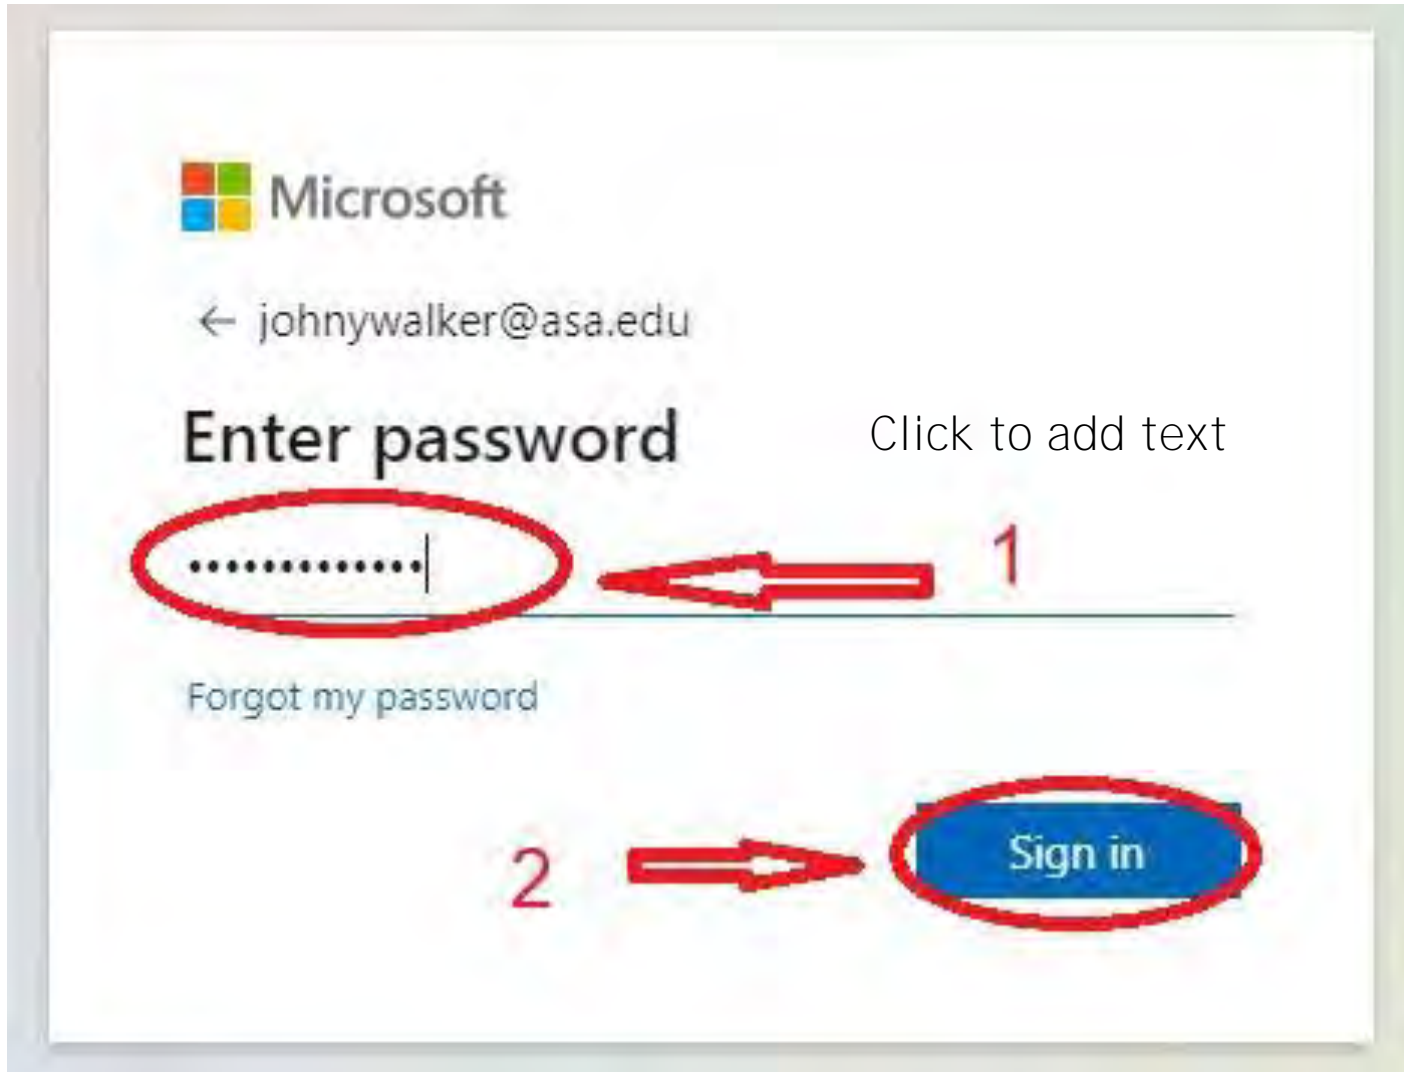 Microsoft
← johnywalker@asa.edu
Enter password
Click to add text
•••••••••••••
1
Forgot my password
2
Sign in